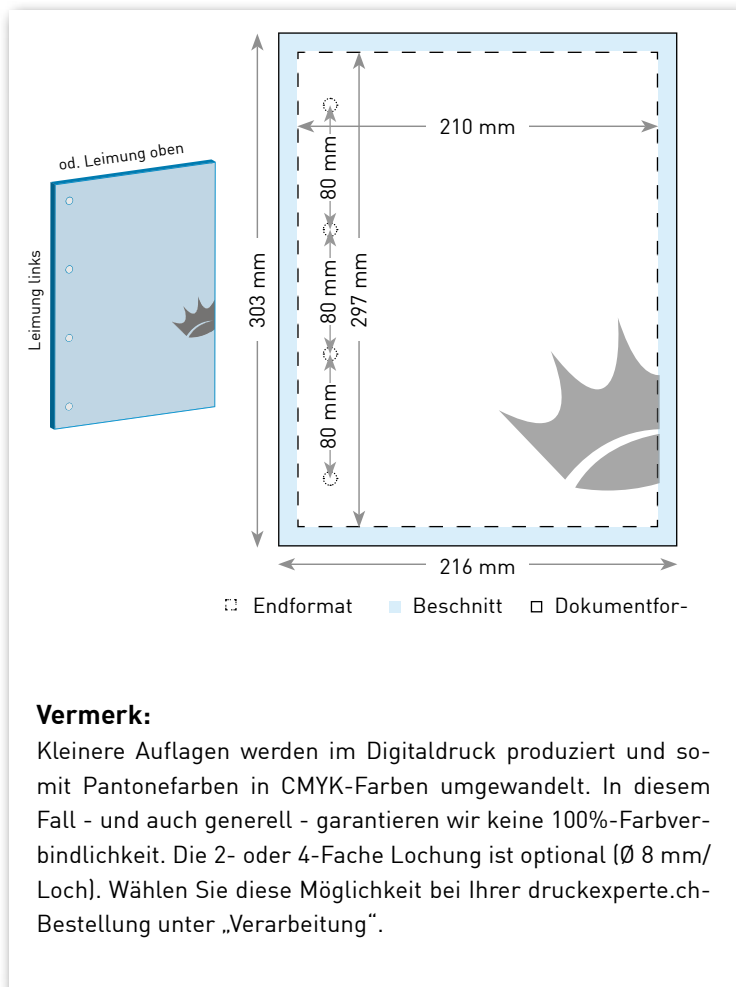 od. Leimung oben
Leimung links
303 mm
297 mm
210 mm
80 mm
80 mm
80 mm
216 mm
Endformat Beschnitt Dokumentfor-
Vermerk:
Kleinere Auflagen werden im Digitaldruck produziert und so-
mit Pantonefarben in CMYK-Farben umgewandelt. In diesem
Fall - und auch generell - garantieren wir keine 100%-Farbver-
bindlichkeit. Die 2- oder 4-Fache Lochung ist optional (Ø 8 mm/
Loch). Wählen Sie diese Möglichkeit bei Ihrer druckexperte.ch-
Bestellung unter „Verarbeitung“.